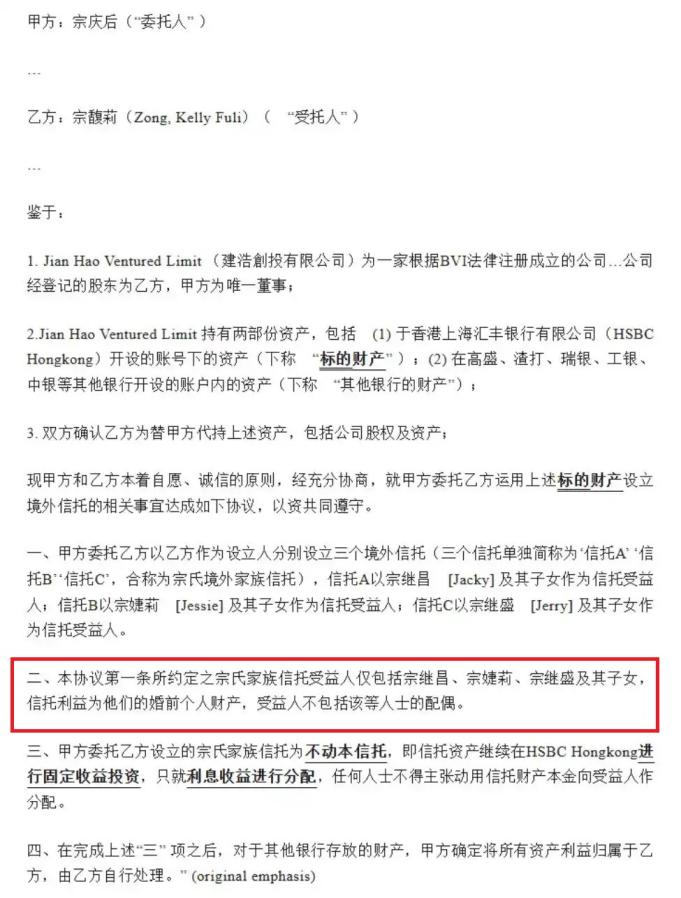 甲方：宗庆后（“委托人”）
…
乙方：宗馥莉（Zong, Kelly Fuli）（ “受托人”）
…
鉴于：
1. Jian Hao Ventured Limit （建浩創投有限公司）为一家根据BVI法律注册成立的公司…公司
经登记的股东为乙方，甲方为唯一董事；
2.Jian Hao Ventured Limit 持有两部份资产，包括 (1) 于香港上海汇丰银行有限公司（HSBC
Hongkong）开设的账号下的资产（下称 “标的财产”）；(2) 在高盛、渣打、瑞银、工银、
中银等其他银行开设的账户内的资产（下称 “其他银行的财产”）；
3. 双方确认乙方为替甲方代持上述资产，包括公司股权及资产；
现甲方和乙方本着自愿、诚信的原则，经充分协商，就甲方委托乙方运用上述标的财产设立
境外信托的相关事宜达成如下协议，以资共同遵守。
一、甲方委托乙方以乙方作为设立人分别设立三个境外信托（三个信托单独简称为‘信托A’ ‘信
托B’‘信托C’，合称为宗氏境外家族信托），信托A以宗继昌 [Jacky] 及其子女作为信托受益
人；信托B以宗婕莉 [Jessie] 及其子女作为信托受益人；信托C以宗继盛 [Jerry] 及其子女作
为信托受益人。
二、本协议第一条所约定之宗氏家族信托受益人仅包括宗继昌、宗婕莉、宗继盛及其子女，
信托利益为他们的婚前个人财产，受益人不包括该等人士的配偶。
三、甲方委托乙方设立的宗氏家族信托为不动本信托，即信托资产继续在HSBC Hongkong进
行固定收益投资，只就利息收益进行分配，任何人士不得主张动用信托财产本金向受益人作
分配。
四、在完成上述“三” 项之后，对于其他银行存放的财产，甲方确定将所有资产利益归属于乙
方，由乙方自行处理。” (original emphasis)